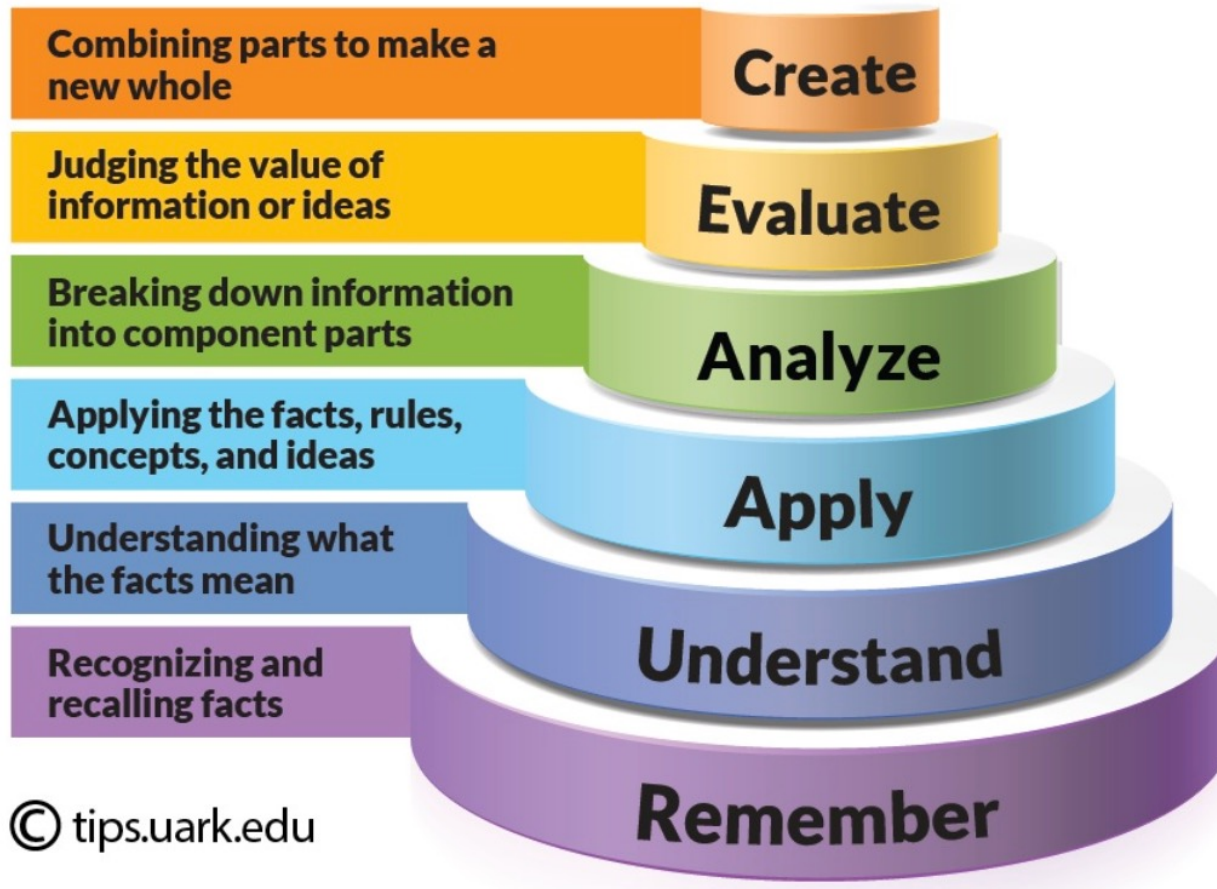 Combining parts to make a
new whole
Create
Judging the value of
information or ideas
Evaluate
Breaking down information
into component parts
Analyze
Applying the facts, rules,
concepts, and ideas
Apply
Understanding what
the facts mean
Understand
Recognizing and
recalling facts
Remember
© tips.uark.edu